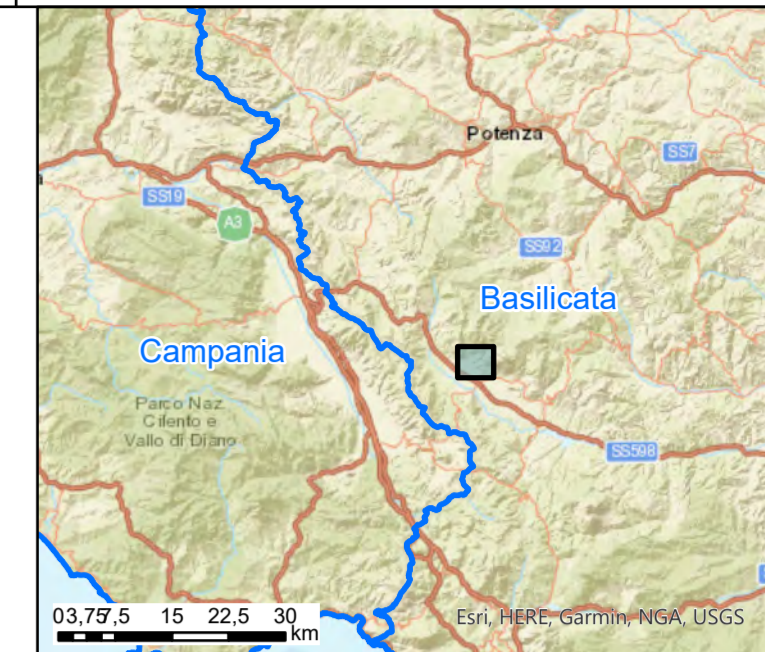 Potenza
SS7
SS19
A3
SS92
Basilicata
Campania
Parco Naz
Cilento e
Vallo di Diano
SS598
03,757,5 15 22,5 30
km
Esri, HERE, Garmin, NGA, USGS